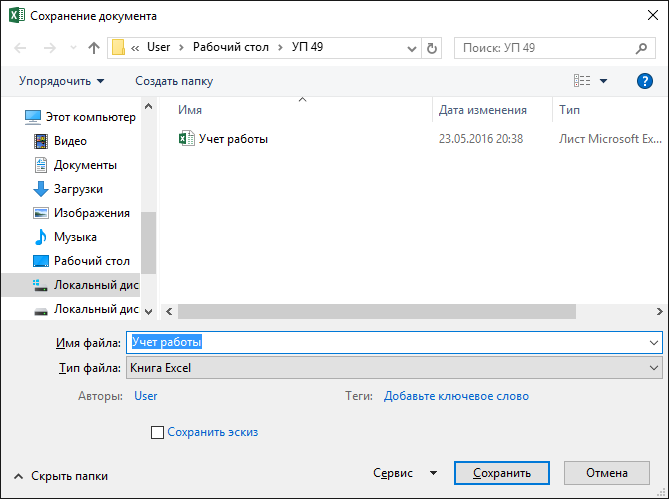 Сохранение документа
« User › Рабочий стол › УП 49
Поиск: УП 49
Упорядочить
Создать папку
?
Имя
Дата изменения
Тип
Этот компьютер
Видео
Документы
Загрузки
Изображения
Музыка
Рабочий стол
Локальный дис
Локальный дис
Учет работы
23.05.2016 20:38
Лист Microsoft Ex...
Имя файла:
Учет работы
Тип файла:
Книга Excel
Авторы:
User
Теги:
Добавьте ключевое слово
Сохранить эскиз
Скрыть папки
Сервис
Сохранить
Отмена